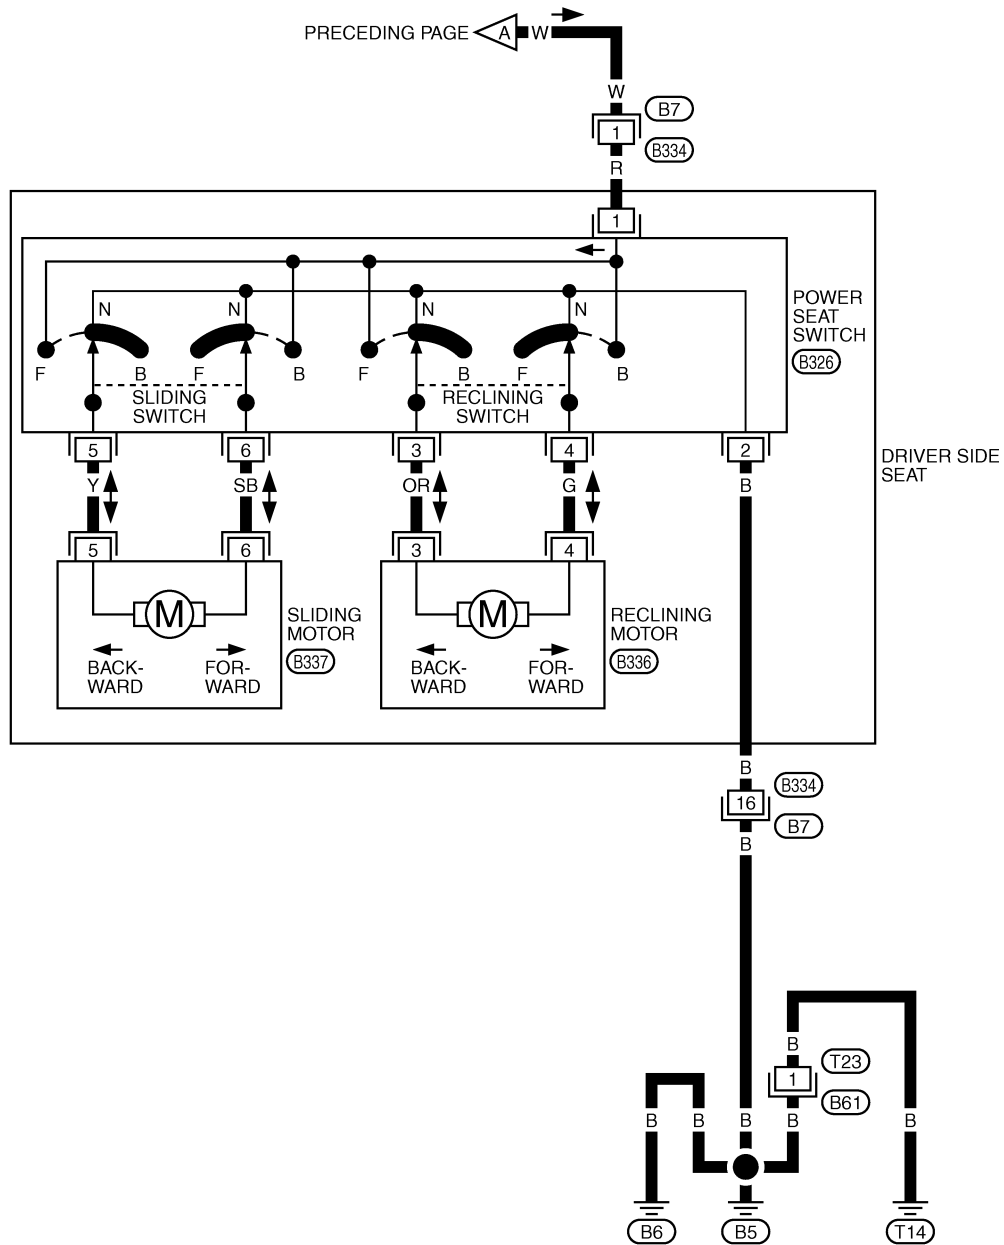 PRECEDING PAGE A W
W
B7
1
B334
R
1
N N N N
F B F B F B F B
SLIDING
SWITCH
RECLINING
SWITCH
POWER
SEAT
SWITCH
B326
5 6 3 4 2
DRIVER SIDE
SEAT
Y SB OR G B
5 6 3 4
M M
SLIDING
MOTOR
B337
RECLINING
MOTOR
B336
BACK-
WARD
FOR-
WARD
BACK-
WARD
FOR-
WARD
B
B334
16
B7
B
B
T23
1
B61
B B B B B
B6 B5 T14